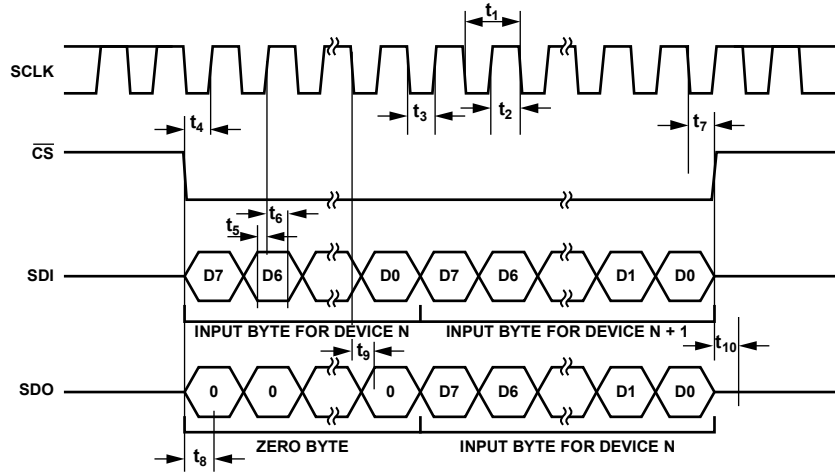 t1
SCLK
t3
t2
t4
t7
CS
t6
t5
SDI
D7 D6 D0 D7 D6 D1 D0
INPUT BYTE FOR DEVICE N
INPUT BYTE FOR DEVICE N + 1
t9
t10
SDO
0 0 0 D7 D6 D1 D0
ZERO BYTE
INPUT BYTE FOR DEVICE N
t8